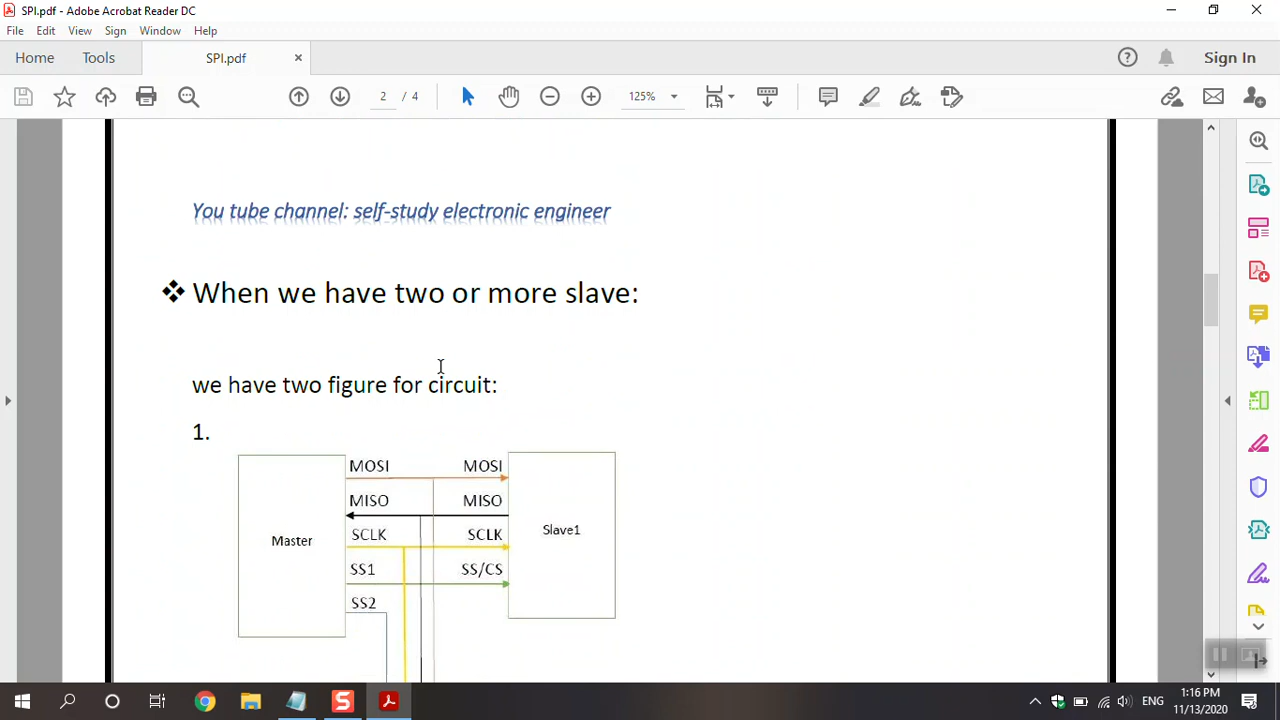 SPI.pdf - Adobe Acrobat Reader DC
File Edit View Sign Window Help
Home Tools SPI.pdf × Sign In
2 / 4 125%
You tube channel: self-study electronic engineer
❖ When we have two or more slave:
we have two figure for circuit:
1.
MOSI MOSI
MISO MISO
Master SCLK SCLK Slave1
SS1 SS/CS
SS2
ENG 1:16 PM
11/13/2020